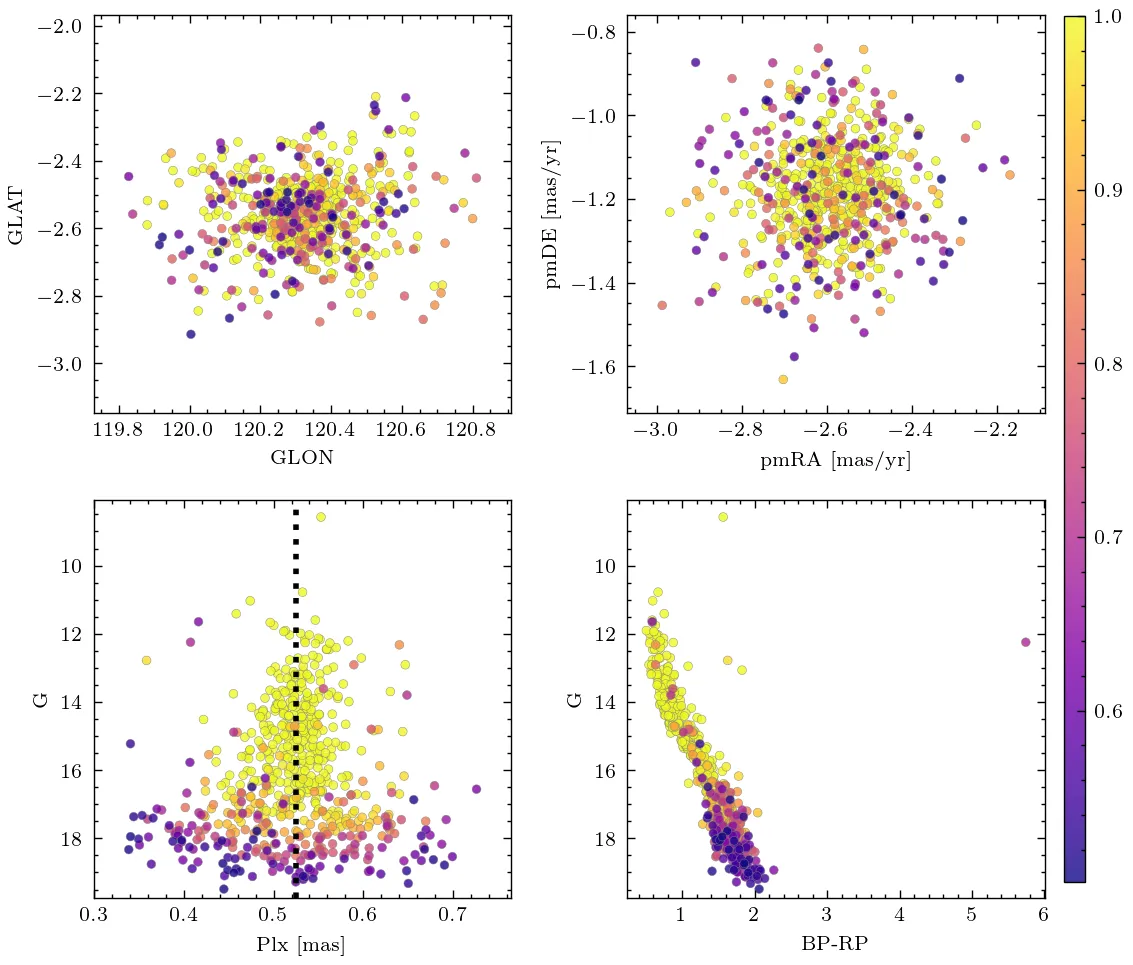 −2.0
−2.2
−2.4
−2.6
−2.8
−3.0
GLAT
119.8 120.0 120.2 120.4 120.6 120.8
GLON
−0.8
−1.0
−1.2
−1.4
−1.6
pmDE [mas/yr]
−3.0 −2.8 −2.6 −2.4 −2.2
pmRA [mas/yr]
10
12
14
16
18
G
0.3 0.4 0.5 0.6 0.7
Plx [mas]
10
12
14
16
18
G
1 2 3 4 5 6
BP-RP
1.0
0.9
0.8
0.7
0.6